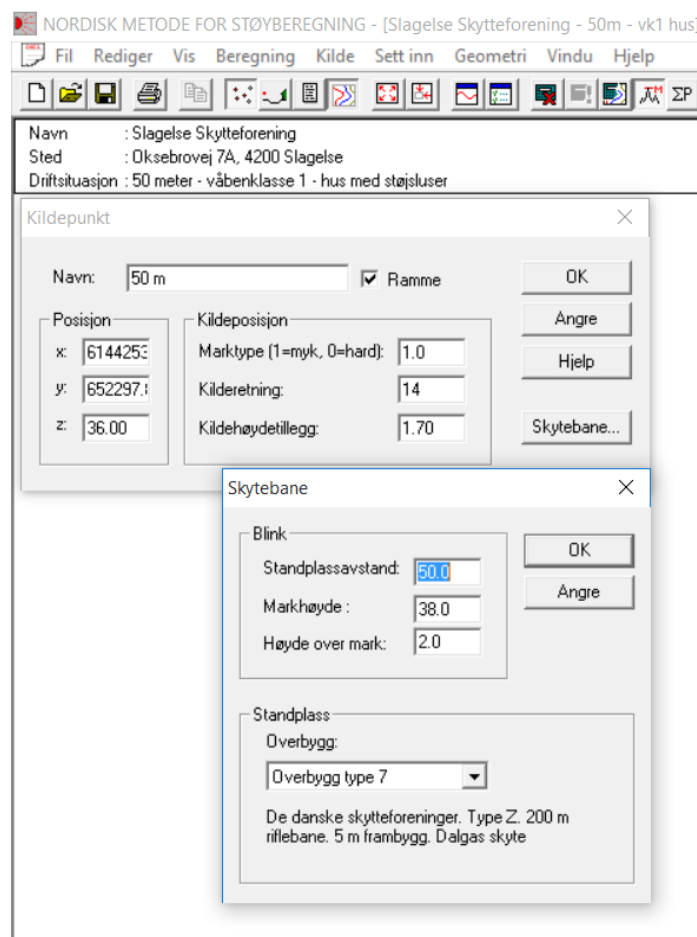 NORDISK METODE FOR STØYBEREGNING - [Slagelse Skytteforening - 50m - vk1 hus]
Fil Rediger Vis Beregning Kilde Sett inn Geometri Vindu Hjelp
ΣP
Navn : Slagelse Skytteforening
Sted : Oksebrovej 7A, 4200 Slagelse
Driftsituasjon : 50 meter - våbenklasse 1 - hus med støjsluser
Kildepunkt
Navn: 50 m Ramme OK
Posisjon Kildeposisjon Angre
x: 6144253 Marktype (1=myk, 0=hard): 1.0 Hjelp
y: 652297. Kilderetning: 14
z: 36.00 Kildehøydetillegg: 1.70 Skytebane...
Skytebane
Blink OK
Standplassavstand: 50.0
Markhøyde : 38.0 Angre
Høyde over mark: 2.0
Standplass
Overbygg:
Overbygg type 7
De danske skytteforeninger. Type Z. 200 m
riflebane. 5 m frambygg. Dalgas skyte